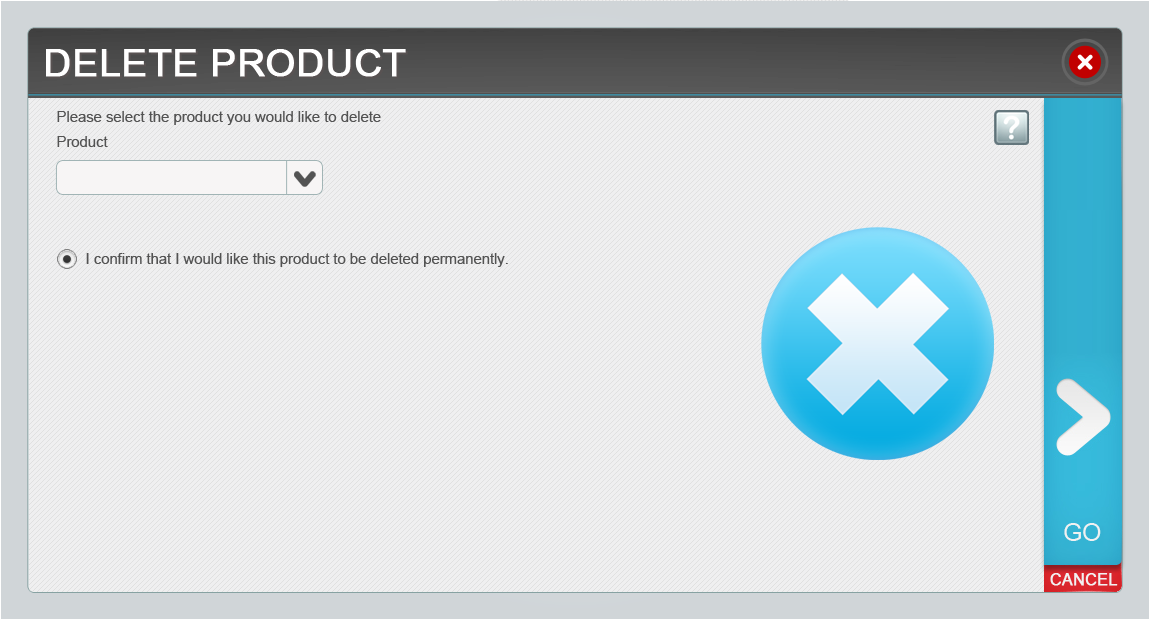 DELETE PRODUCT
Please select the product you would like to delete
?
Product
I confirm that I would like this product to be deleted permanently.
GO
CANCEL